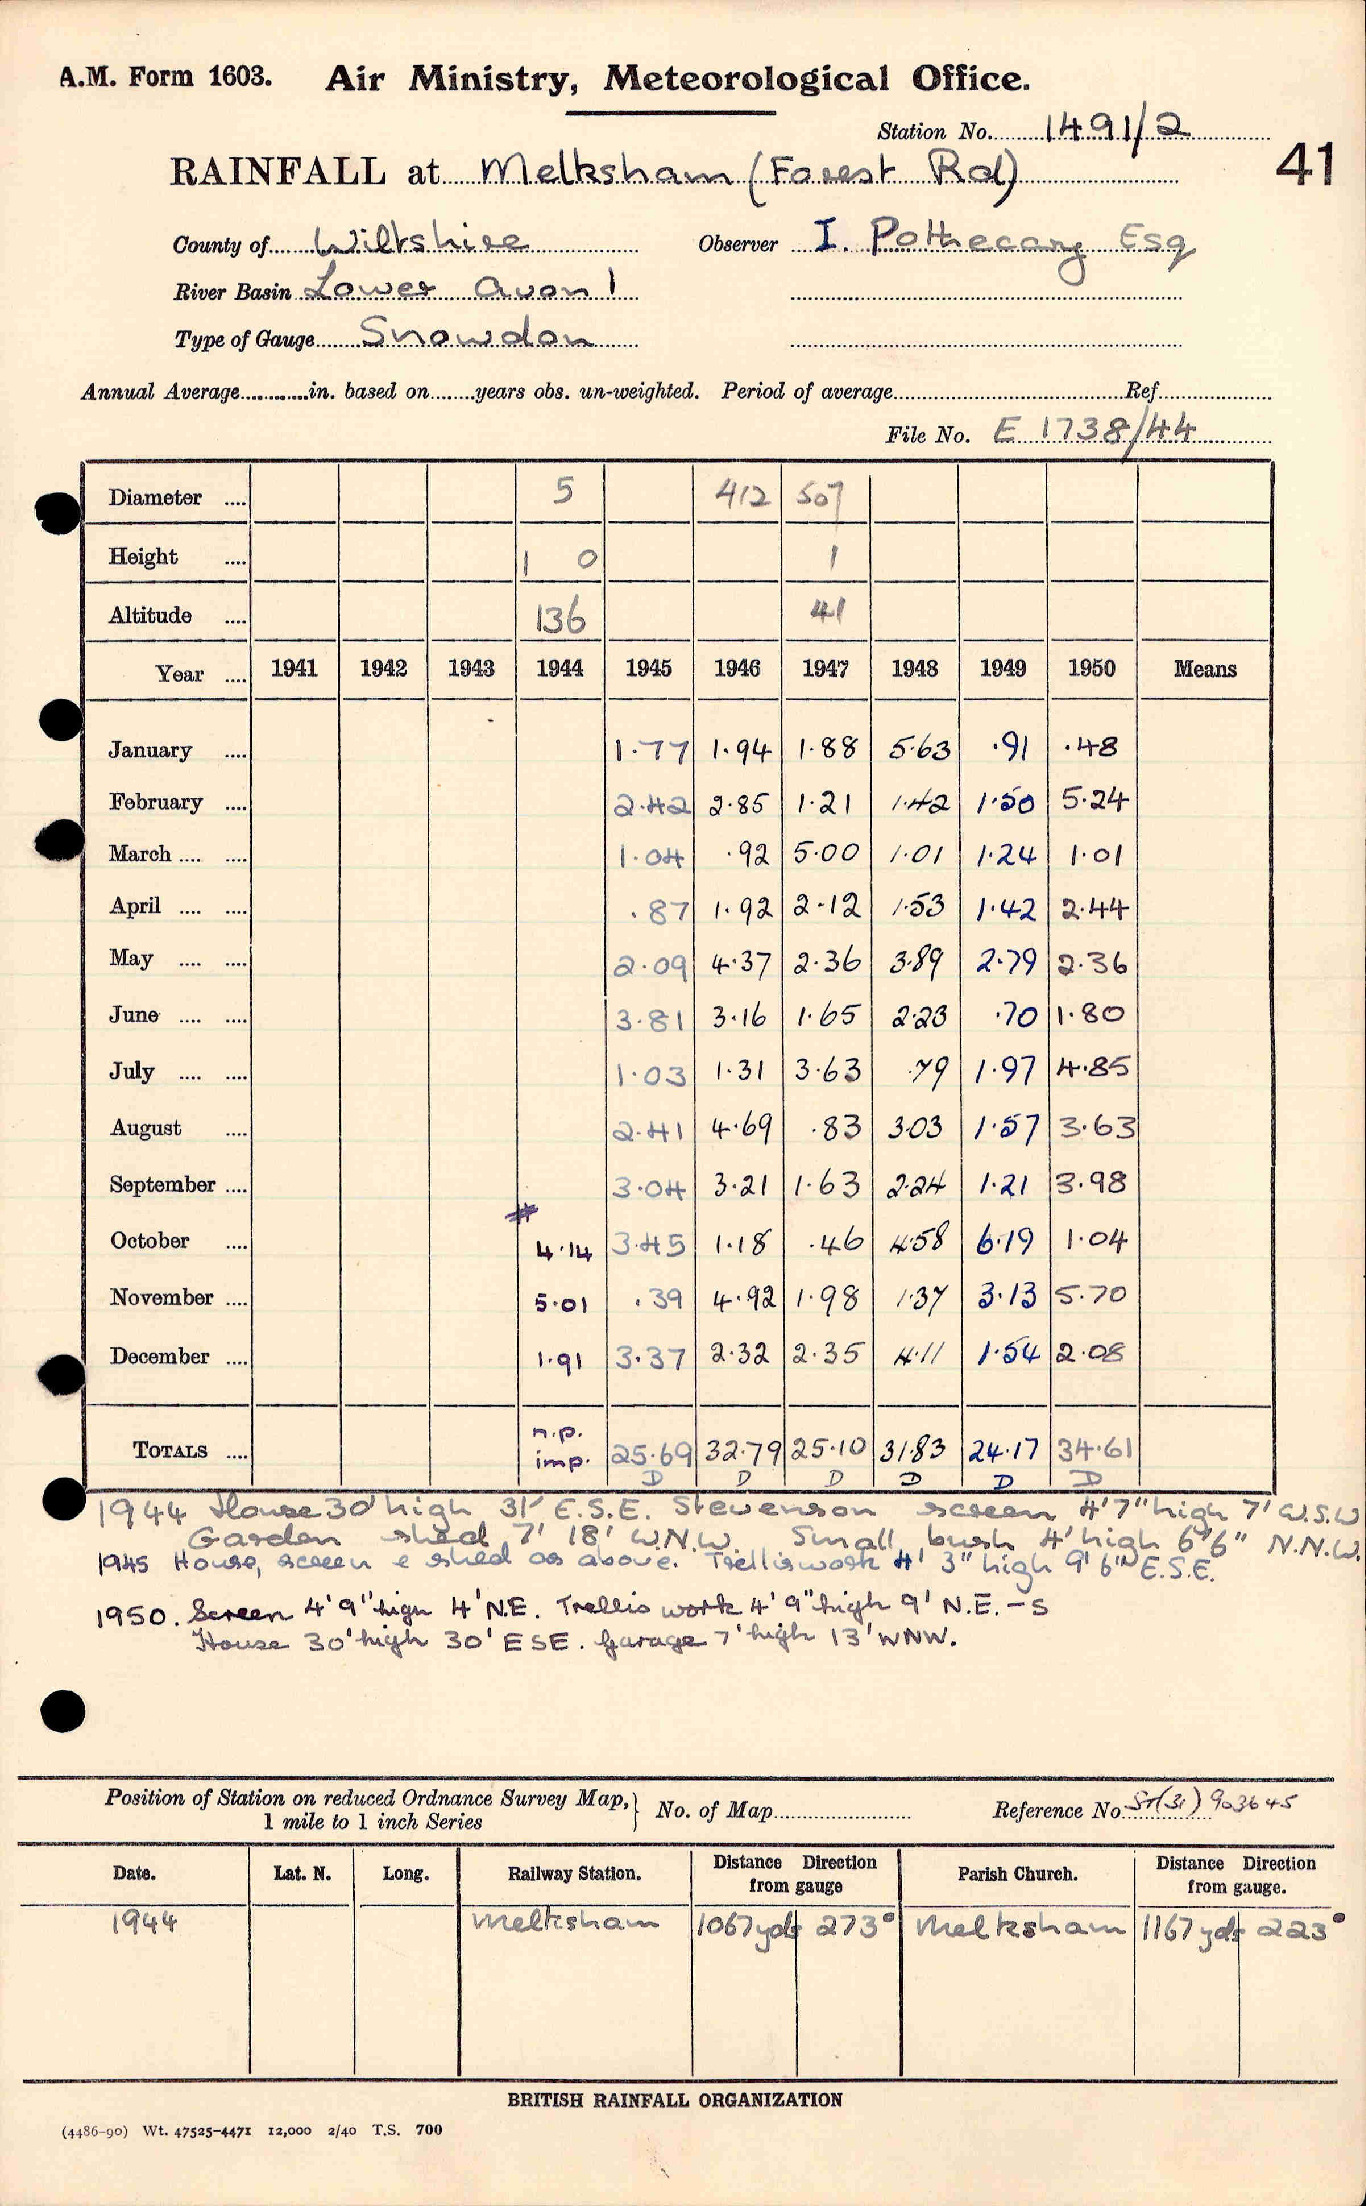 A.M. Form 1603. Air Ministry, Meteorological Office.
Station No. 1491/2
41
RAINFALL at Melksham (Forest Rd)
County of Wiltshire Observer I. Pothecary Esq
River Basin Lower Avon 1
Type of Gauge Snowdon
Annual Average............in. based on.......years obs. un-weighted. Period of average.......... Ref..........
File No. E 1738/44
Diameter .... 5 412 507
Height .... 1 0 1
Altitude .... 136 41
Year .... 1941 1942 1943 1944 1945 1946 1947 1948 1949 1950 Means
January .... 1.77 1.94 1.88 5.63 .91 .48
February .... 2.42 2.85 1.21 1.42 1.50 5.24
March .... .... 1.04 .92 5.00 1.01 1.24 1.01
April .... .... .87 1.92 2.12 1.53 1.42 2.44
May .... .... 2.09 4.37 2.36 3.89 2.79 2.36
June .... .... 3.81 3.16 1.65 2.23 .70 1.80
July .... .... 1.03 1.31 3.63 .79 1.97 4.85
August .... 2.41 4.69 .83 3.03 1.57 3.63
September .... 3.04 3.21 1.63 2.24 1.21 3.98
#
October .... 4.14 3.45 1.18 .46 4.58 6.19 1.04
November .... 5.01 .39 4.92 1.98 1.37 3.13 5.70
December .... 1.91 3.37 2.32 2.35 4.11 1.54 2.08
TOTALS .... n.p. imp. 25.69 32.79 25.10 31.83 24.17 34.61
D D D D D D
1944 House 30' high 31' E.S.E. Stevenson screen 4'7" high 7' W.S.W
Garden shed 7' 18' W.N.W. Small bush 4' high 6'6" N.N.W.
1945 House, screen & shed as above. Trelliswork 4' 3" high 9' 6" E.S.E.
1950. Screen 4'9" high 4' N.E. Trellis work 4' 9" high 9' N.E. - S
House 30' high 30' ESE. Garage 7' high 13' WNW.
Position of Station on reduced Ordnance Survey Map, 1 mile to 1 inch Series } No. of Map.......... Reference No. ST(31) 903645
Date. Lat. N. Long. Railway Station. Distance Direction from gauge Parish Church. Distance Direction from gauge.
1944 Melksham 1067 yds 273° Melksham 1167 yds 223°
BRITISH RAINFALL ORGANIZATION
(4486-90) Wt. 47525-4471 12,000 2/40 T.S. 700